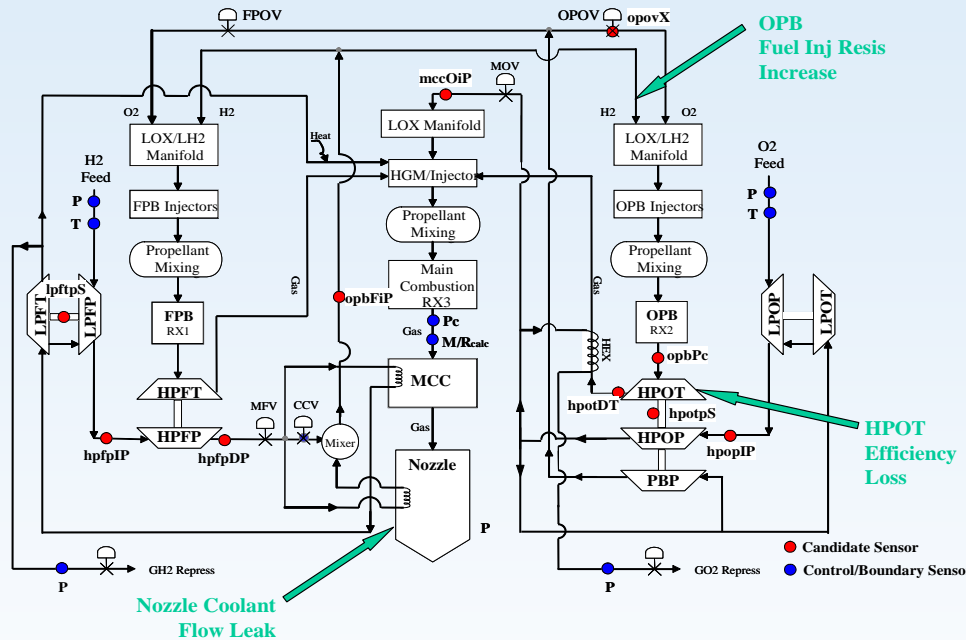 FPOV
OPOV
opovX
OPB
Fuel Inj Resis
Increase
MOV
mccOiP
O2
H2
H2
O2
LOX Manifold
Heat
LOX/LH2
Manifold
LOX/LH2
Manifold
H2
Feed
O2
Feed
HGM/Injector
P
T
P
T
FPB Injectors
OPB Injectors
Propellant
Mixing
Propellant
Mixing
Propellant
Mixing
Gas
Gas
Main
Combustion
RX3
lpftpS
LPFT
LPFP
opbFiP
FPB
RX1
OPB
RX2
LPOP
LPOT
Pc
Gas
M/Rcalc
HEX
opbPc
MCC
HPFT
HPOT
hpotDT
hpotpS
MFV
CCV
Gas
HPFP
Mixer
HPOP
hpfpIP
hpfpDP
hpopIP
HPOT
Efficiency
Loss
Nozzle
PBP
P
Candidate Sensor
Control/Boundary Senso
GH2 Repress
GO2 Repress
P
P
Nozzle Coolant
Flow Leak